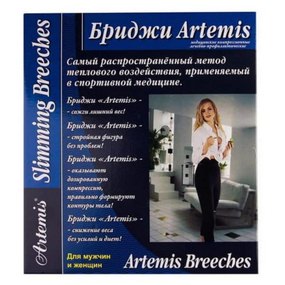 Бриджи Artemis
медицинские компрессионные
лечебно-профилактические
Самый распространённый метод
теплового воздействия, применяемый
в спортивной медицине.
Бриджи «Artemis» -
сожги лишний вес!
Бриджи «Artemis» -
стройная фигура
без проблем!
Бриджи «Artemis» -
оказывают
дозированную
компрессию,
правильно формируют
контуры тела!
Бриджи «Artemis» -
снижение веса
без усилий и диет!
Для мужчин
и женщин
Artemis Breeches
Artemis® Slimming Breeches